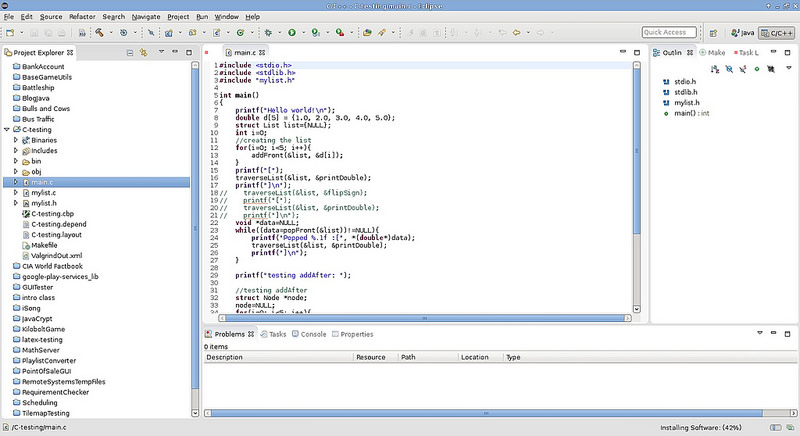 C/C++ - C-testing/main.c - Eclipse
File Edit Source Refactor Search Navigate Project Run Window Help
Quick Access
Java
C/C++
Project Explorer
BankAccount
BaseGameUtils
Battleship
BlogJava
Bulls and Cows
Bus Traffic
C-testing
Binaries
Includes
bin
obj
main.c
mylist.c
mylist.h
C-testing.cbp
C-testing.depend
C-testing.layout
Makefile
ValgrindOut.xml
CIA World Factbook
google-play-services_lib
GUITester
intro class
iSong
JavaCrypt
KiloboltGame
latex-testing
MathServer
PlaylistConverter
PointOfSaleGUI
RemoteSystemsTempFiles
RequirementChecker
Scheduling
TilemapTesting
main.c
1 #include <stdio.h>
2 #include <stdlib.h>
3 #include "mylist.h"
4
5 int main()
6 {
7 printf("Hello world!\n");
8 double d[5] = {1.0, 2.0, 3.0, 4.0, 5.0};
9 struct List list={NULL};
10 int i=0;
11 //creating the list
12 for(i=0; i<5; i++){
13 addFront(&list, &d[i]);
14 }
15 printf("[");
16 traverseList(&list, &printDouble);
17 printf("]\n");
18 // traverseList(&list, &flipSign);
19 // printf("[");
20 // traverseList(&list, &printDouble);
21 // printf("]\n");
22 void *data=NULL;
23 while((data=popFront(&list))!=NULL){
24 printf("Popped %.1f :[", *(double*)data);
25 traverseList(&list, &printDouble);
26 printf("]\n");
27 }
28
29 printf("testing addAfter: ");
30
31 //testing addAfter
32 struct Node *node;
33 node=NULL;
34 for(i=0; i<5; i++){
Outlin
Make
Task L
stdio.h
stdlib.h
mylist.h
main() : int
Problems
Tasks
Console
Properties
0 items
Description Resource Path Location Type
/C-testing/main.c
Installing Software: (42%)